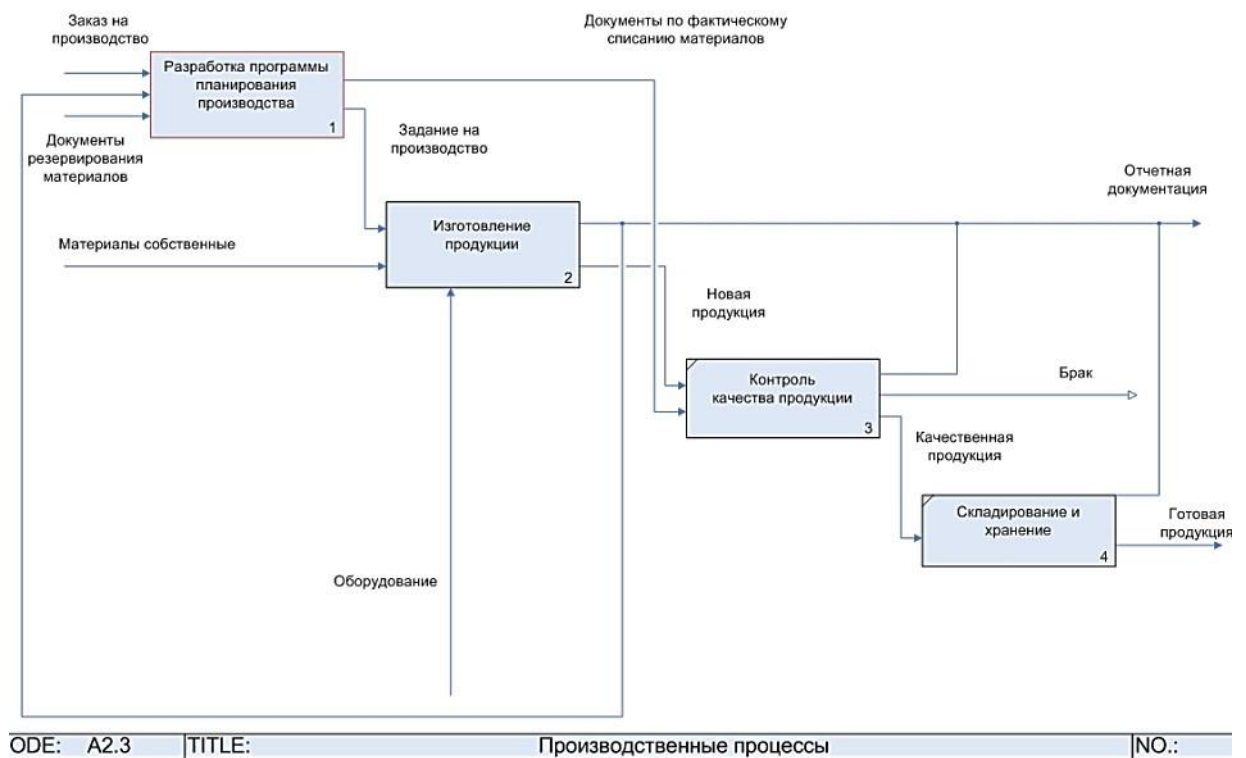 Заказ на
производство
Документы по фактическому
списанию материалов
Разработка программы
планирования
производства
1
Документы
резервирования
материалов
Задание на
производство
Отчетная
документация
Материалы собственные
Изготовление
продукции
2
Новая
продукция
Контроль
качества продукции
3
Брак
Качественная
продукция
Складирование и
хранение
4
Готовая
продукция
Оборудование
ODE: A2.3
TITLE:
Производственные процессы
NO.: